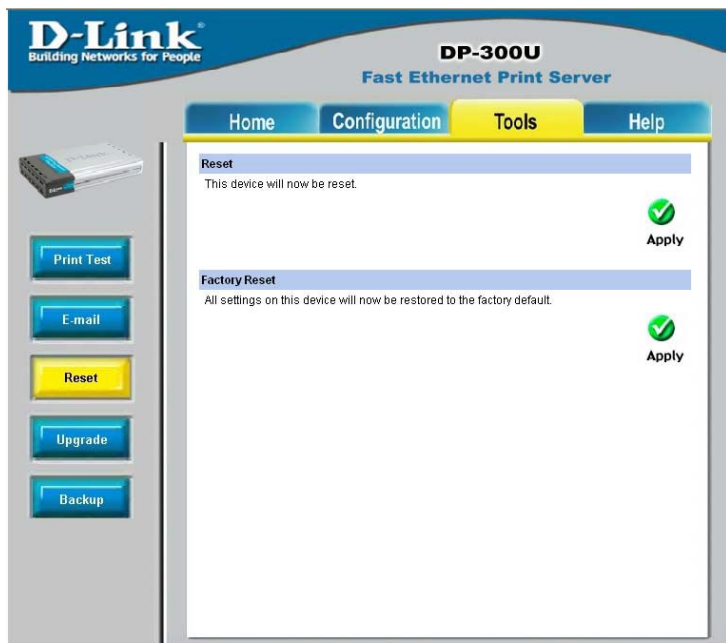 D-Link
Building Networks for People
DP-300U
Fast Ethernet Print Server
Home
Configuration
Tools
Help
D-Link
Print Test
E-mail
Reset
Upgrade
Backup
Reset
This device will now be reset.
Apply
Factory Reset
All settings on this device will now be restored to the factory default.
Apply